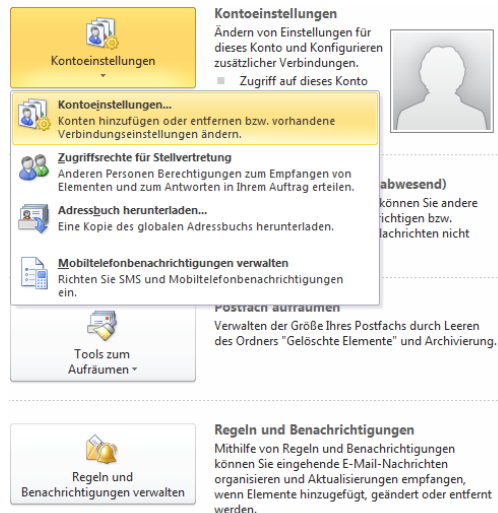 Kontoeinstellungen
Kontoeinstellungen
Ändern von Einstellungen für
dieses Konto und Konfigurieren
zusätzlicher Verbindungen.
Zugriff auf dieses Konto
Kontoeinstellungen...
Konten hinzufügen oder entfernen bzw. vorhandene
Verbindungseinstellungen ändern.
Zugriffsrechte für Stellvertretung
Anderen Personen Berechtigungen zum Empfangen von
Elementen und zum Antworten in Ihrem Auftrag erteilen.
Adressbuch herunterladen...
Eine Kopie des globalen Adressbuchs herunterladen.
Mobiltelefonbenachrichtigungen verwalten
Richten Sie SMS und Mobiltelefonbenachrichtigungen
ein.
abwesend)
können Sie andere
richtigen bzw.
Nachrichten nicht
Tools zum
Aufräumen
Postfach aufräumen
Verwalten der Größe Ihres Postfachs durch Leeren
des Ordners "Gelöschte Elemente" und Archivierung.
Regeln und
Benachrichtigungen verwalten
Regeln und Benachrichtigungen
Mithilfe von Regeln und Benachrichtigungen
können Sie eingehende E-Mail-Nachrichten
organisieren und Aktualisierungen empfangen,
wenn Elemente hinzugefügt, geändert oder entfernt
werden.